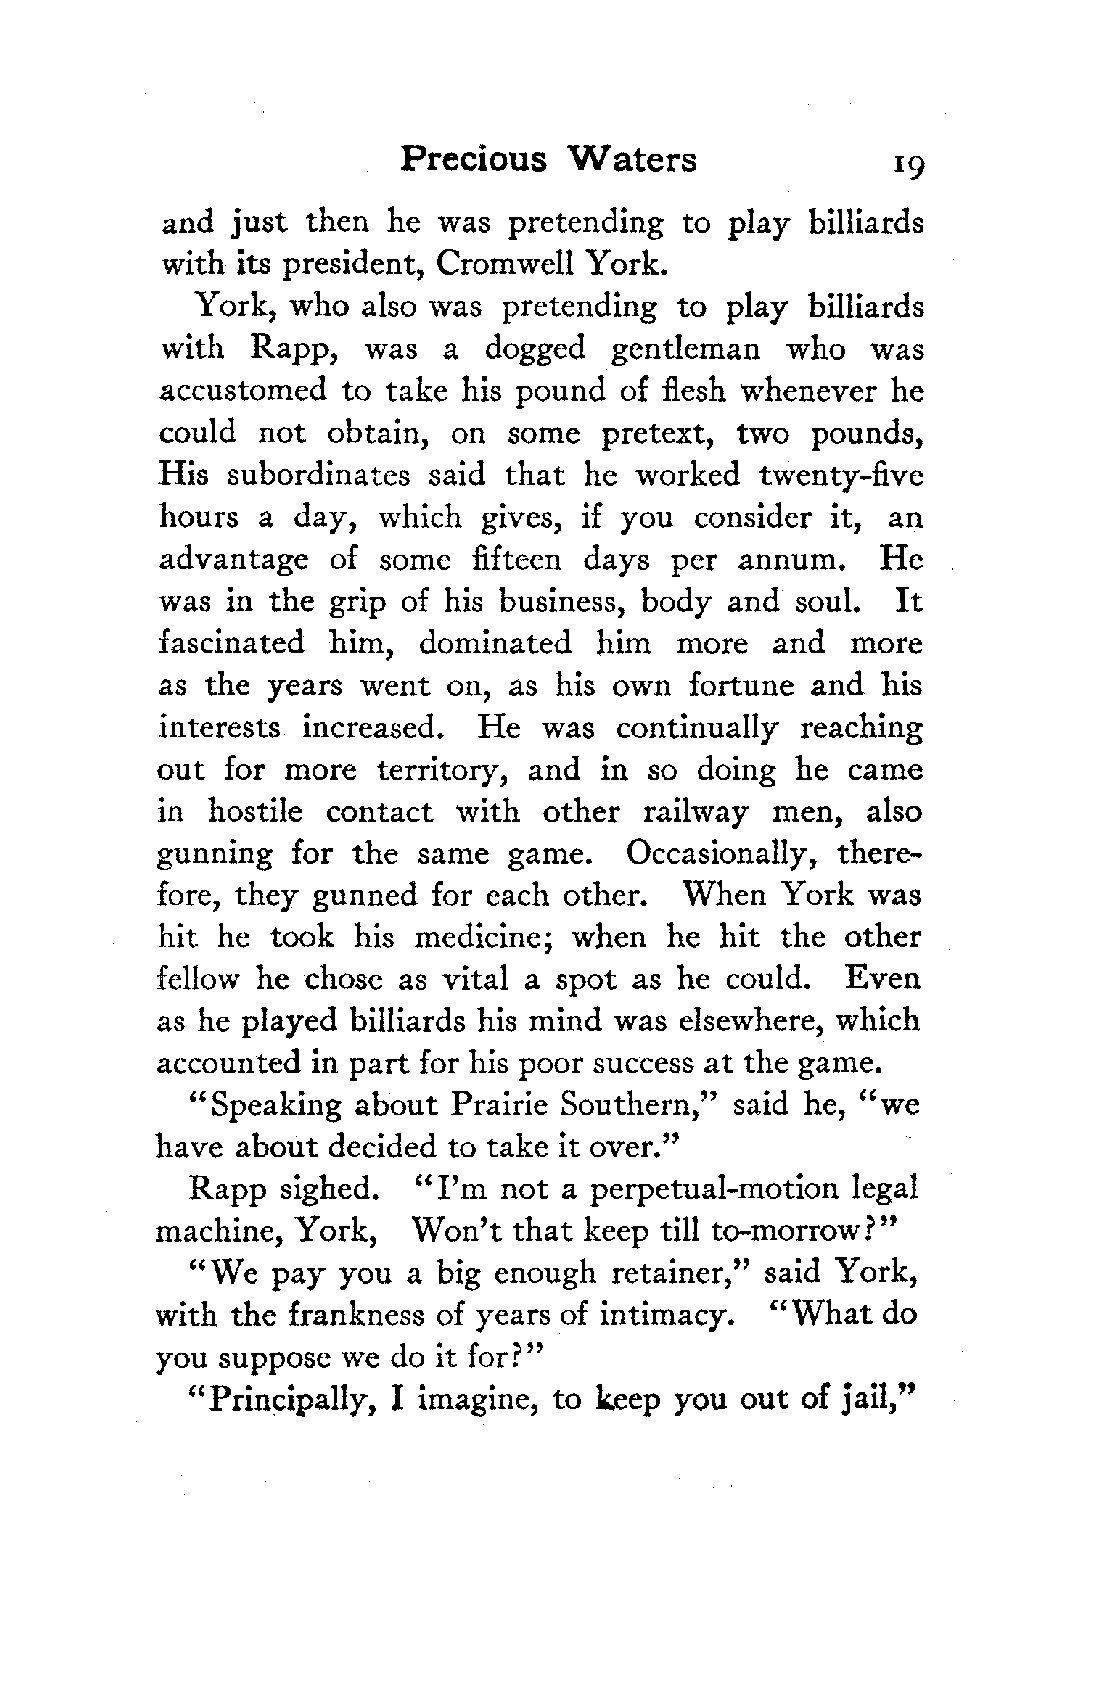 Precious Waters 19
and just then he was pretending to play billiards
with its president, Cromwell York.
York, who also was pretending to play billiards
with Rapp, was a dogged gentleman who was
accustomed to take his pound of flesh whenever he
could not obtain, on some pretext, two pounds,
His subordinates said that he worked twenty-five
hours a day, which gives, if you consider it, an
advantage of some fifteen days per annum. He
was in the grip of his business, body and soul. It
fascinated him, dominated him more and more
as the years went on, as his own fortune and his
interests increased. He was continually reaching
out for more territory, and in so doing he came
in hostile contact with other railway men, also
gunning for the same game. Occasionally, there-
fore, they gunned for each other. When York was
hit he took his medicine; when he hit the other
fellow he chose as vital a spot as he could. Even
as he played billiards his mind was elsewhere, which
accounted in part for his poor success at the game.
“Speaking about Prairie Southern,” said he, “we
have about decided to take it over.”
Rapp sighed. “I’m not a perpetual-motion legal
machine, York, Won’t that keep till to-morrow?”
“We pay you a big enough retainer,” said York,
with the frankness of years of intimacy. “What do
you suppose we do it for?”
“Principally, I imagine, to keep you out of jail,”